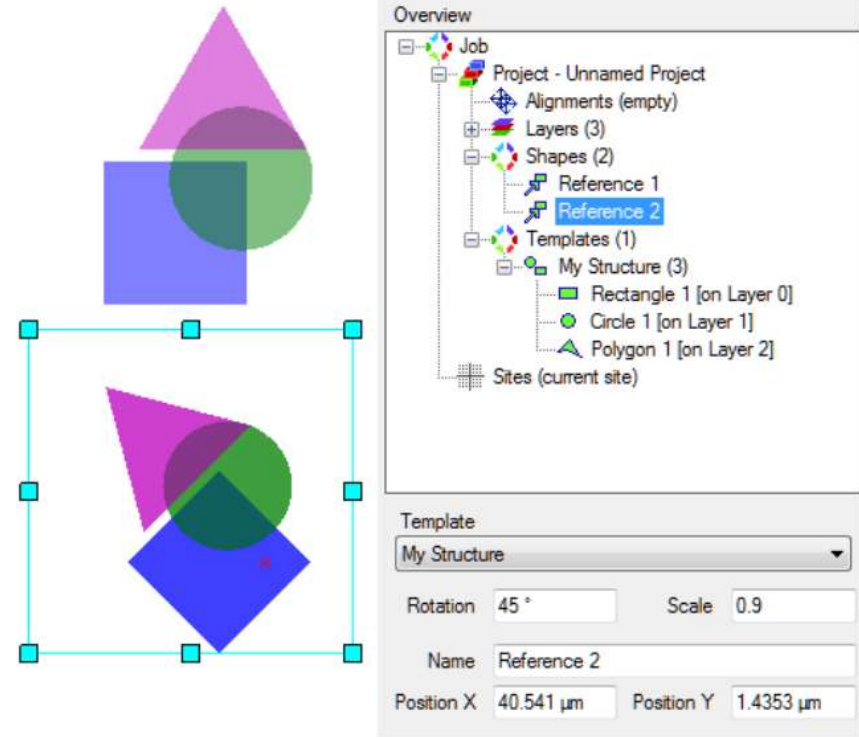 Overview
Job
Project - Unnamed Project
Alignments (empty)
Layers (3)
Shapes (2)
Reference 1
Reference 2
Templates (1)
My Structure (3)
Rectangle 1 [on Layer 0]
Circle 1 [on Layer 1]
Polygon 1 [on Layer 2]
Sites (current site)
Template
My Structure
Rotation 45 ° Scale 0.9
Name Reference 2
Position X 40.541 µm Position Y 1.4353 µm